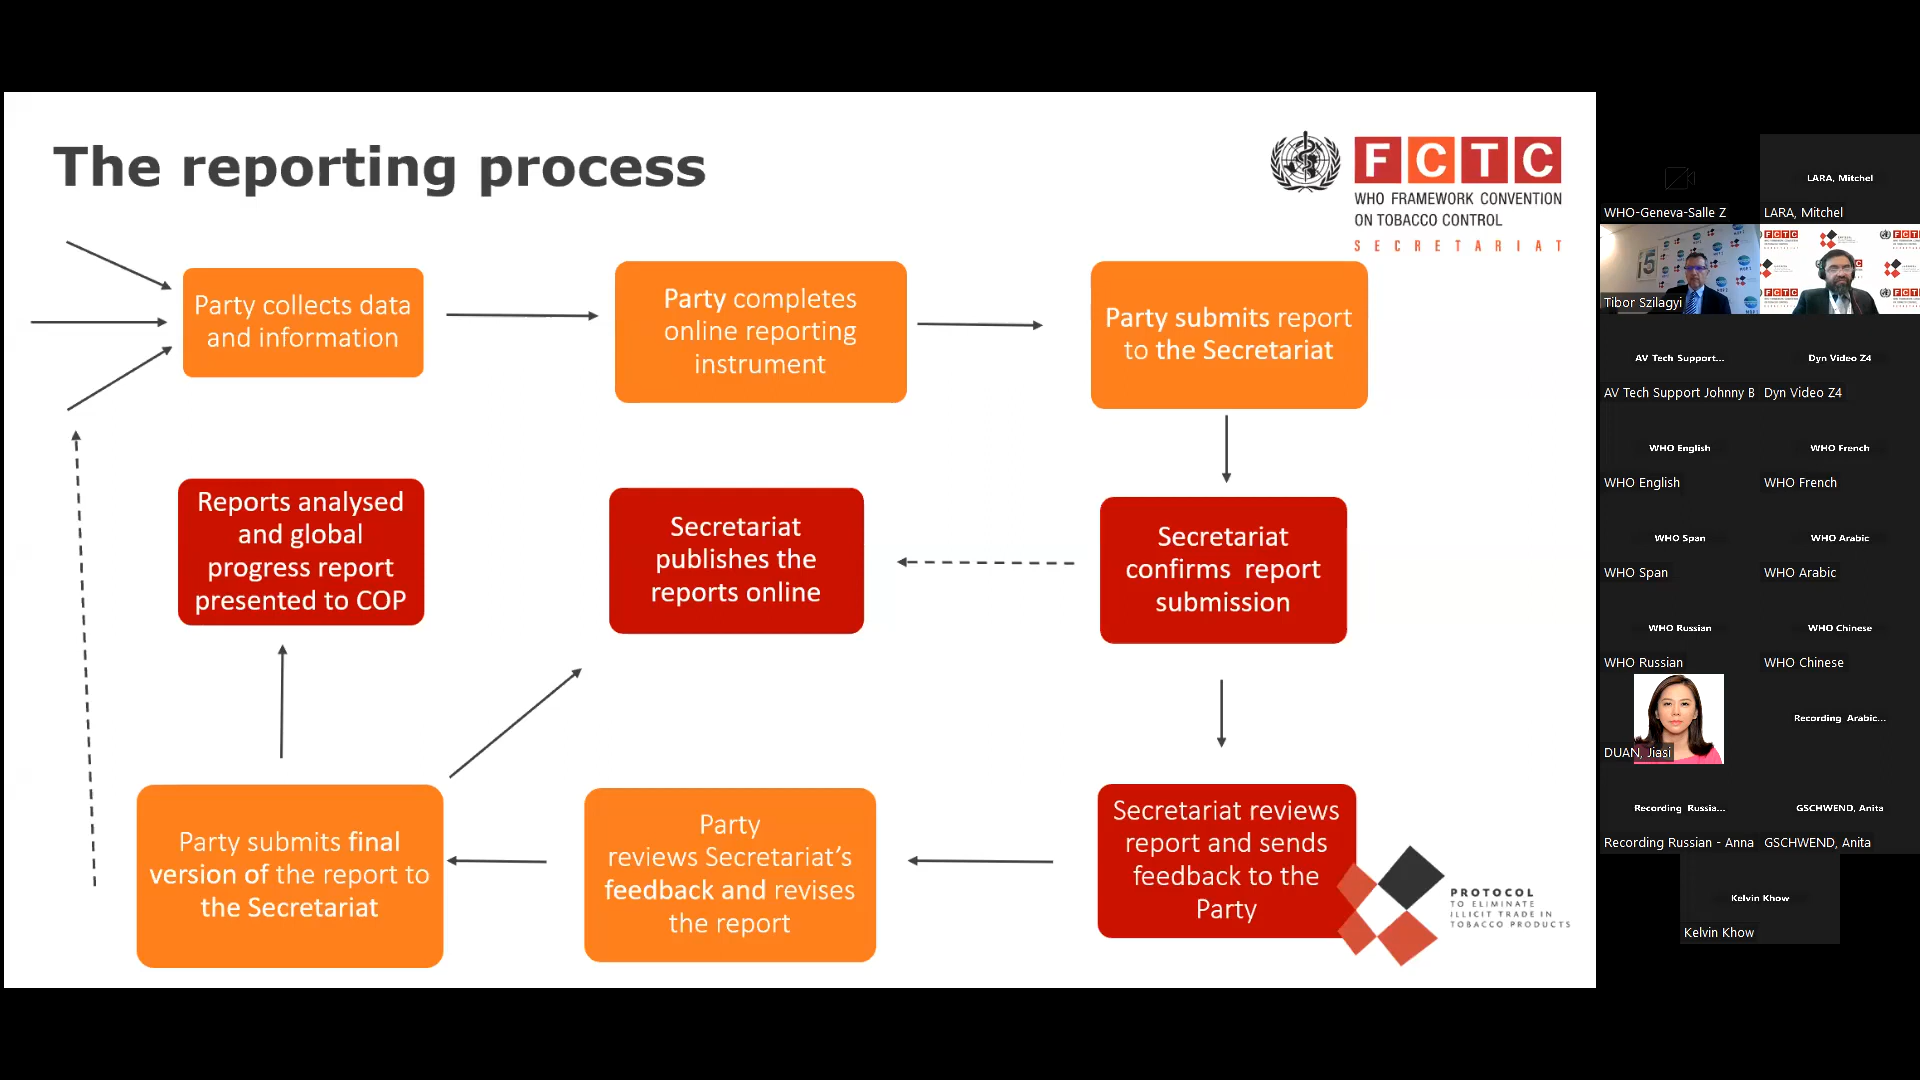 The reporting process
FCTC
WHO FRAMEWORK CONVENTION
ON TOBACCO CONTROL
SECRETARIAT
Party collects data
and information
Party completes
online reporting
instrument
Party submits report
to the Secretariat
Reports analysed
and global
progress report
presented to COP
Secretariat
publishes the
reports online
Secretariat
confirms report
submission
Party submits final
version of the report to
the Secretariat
Party
reviews Secretariat’s
feedback and revises
the report
Secretariat reviews
report and sends
feedback to the
Party
PROTOCOL
TO ELIMINATE
ILLICIT TRADE IN
TOBACCO PRODUCTS
WHO-Geneva-Salle Z
LARA, Mitchel
LARA, Mitchel
Tibor Szilagyi
FCTC
FCTC
AV Tech Support...
AV Tech Support Johnny B
Dyn Video Z4
Dyn Video Z4
WHO English
WHO English
WHO French
WHO French
WHO Span
WHO Span
WHO Arabic
WHO Arabic
WHO Russian
WHO Russian
WHO Chinese
WHO Chinese
DUAN, Jiasi
Recording Arabic...
Recording Russia...
Recording Russian - Anna
GSCHWEND, Anita
GSCHWEND, Anita
Kelvin Khow
Kelvin Khow